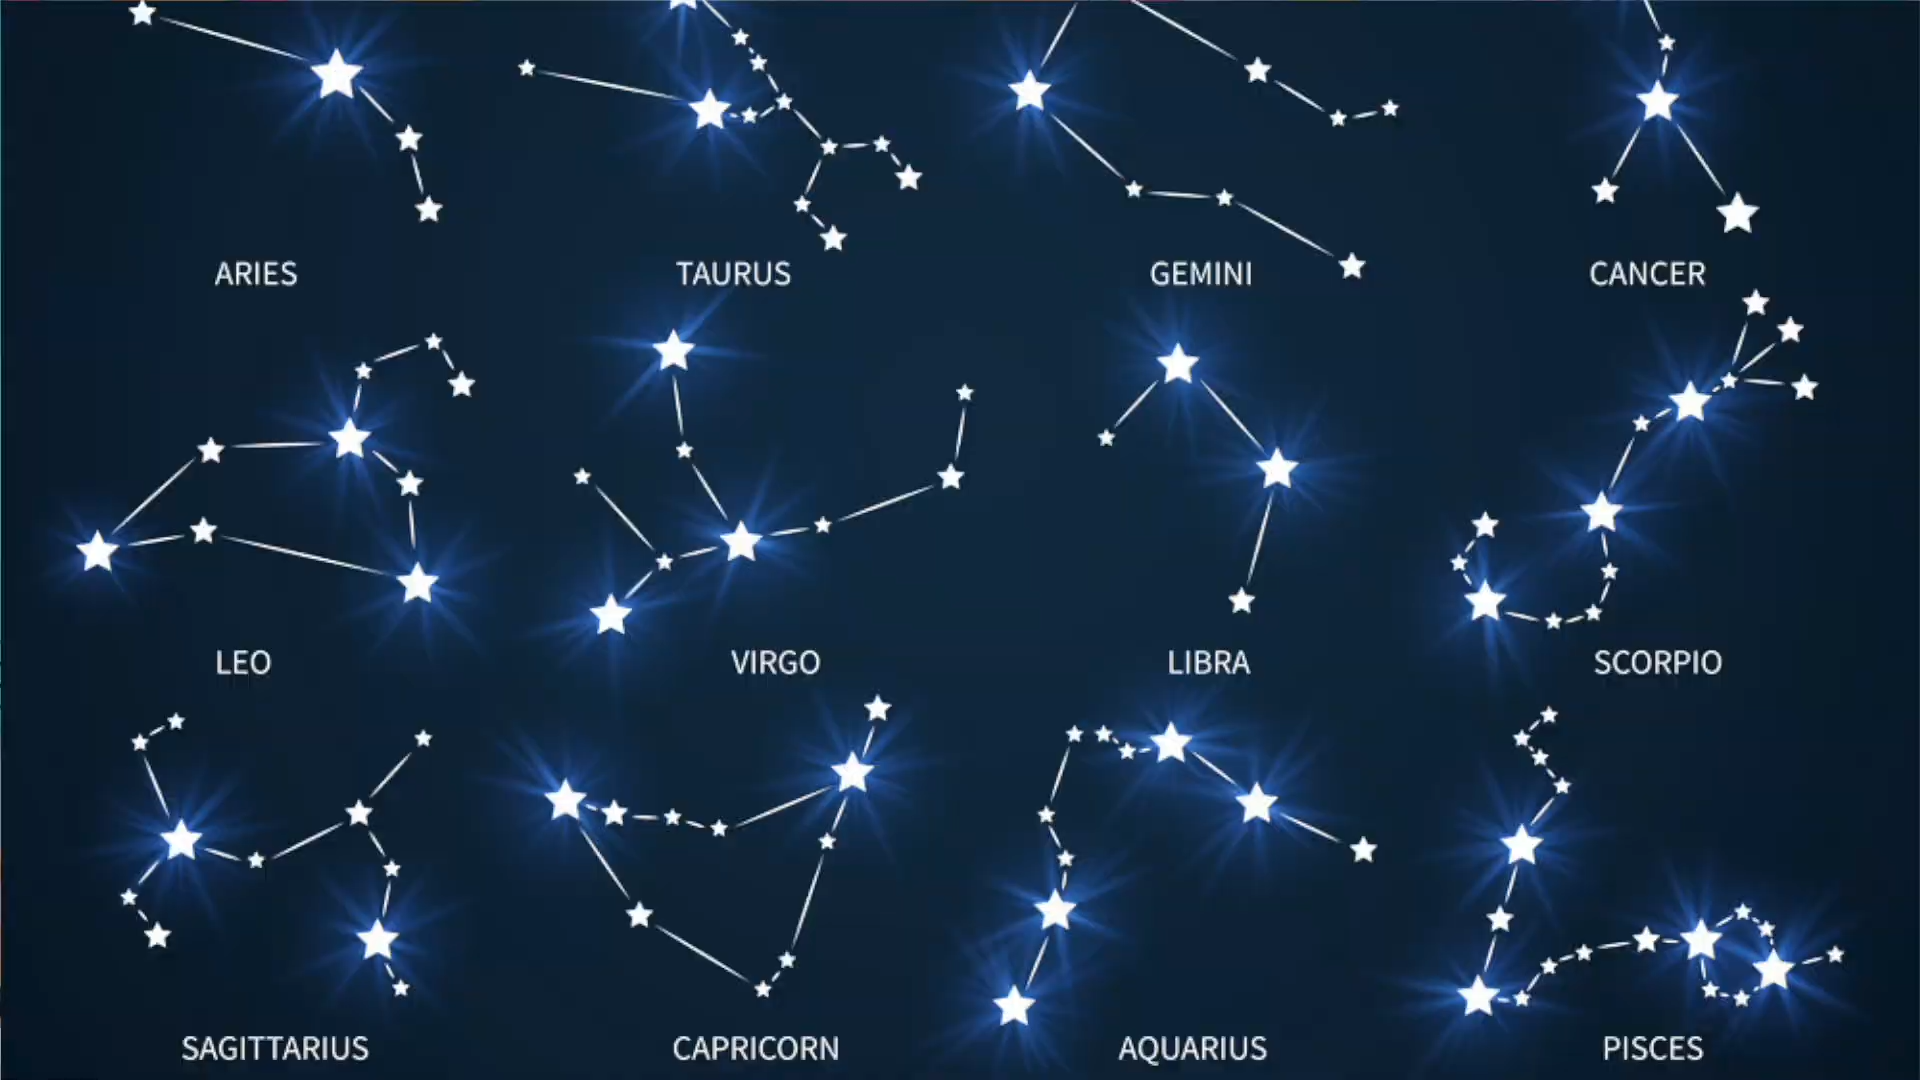 ARIES
TAURUS
GEMINI
CANCER
LEO
VIRGO
LIBRA
SCORPIO
SAGITTARIUS
CAPRICORN
AQUARIUS
PISCES